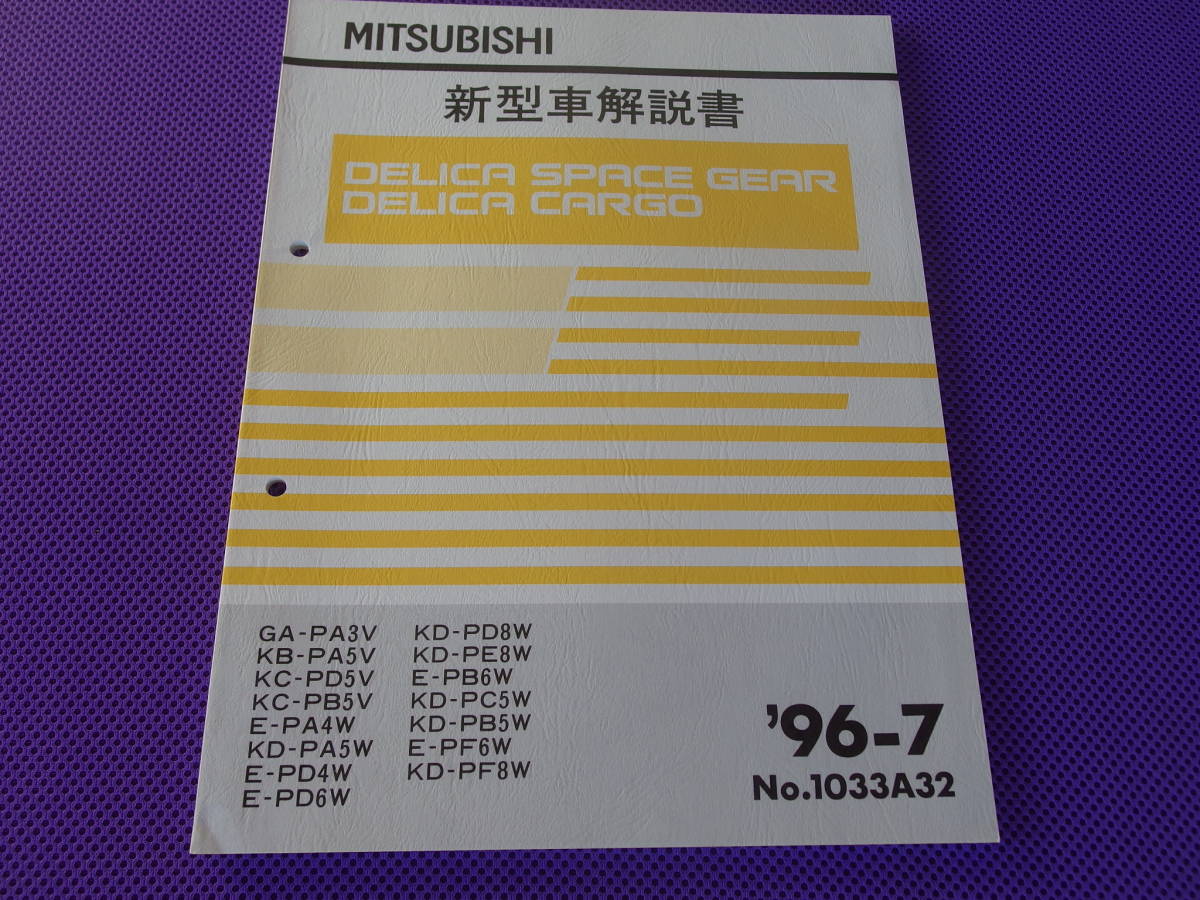 MITSUBISHI
新型車解説書
DELICA SPACE GEAR
DELICA CARGO
GA-PA3V
KB-PA5V
KC-PD5V
KC-PB5V
E-PA4W
KD-PA5W
E-PD4W
E-PD6W
KD-PD8W
KD-PE8W
E-PB6W
KD-PC5W
KD-PB5W
E-PF6W
KD-PF8W
'96-7
No.1033A32